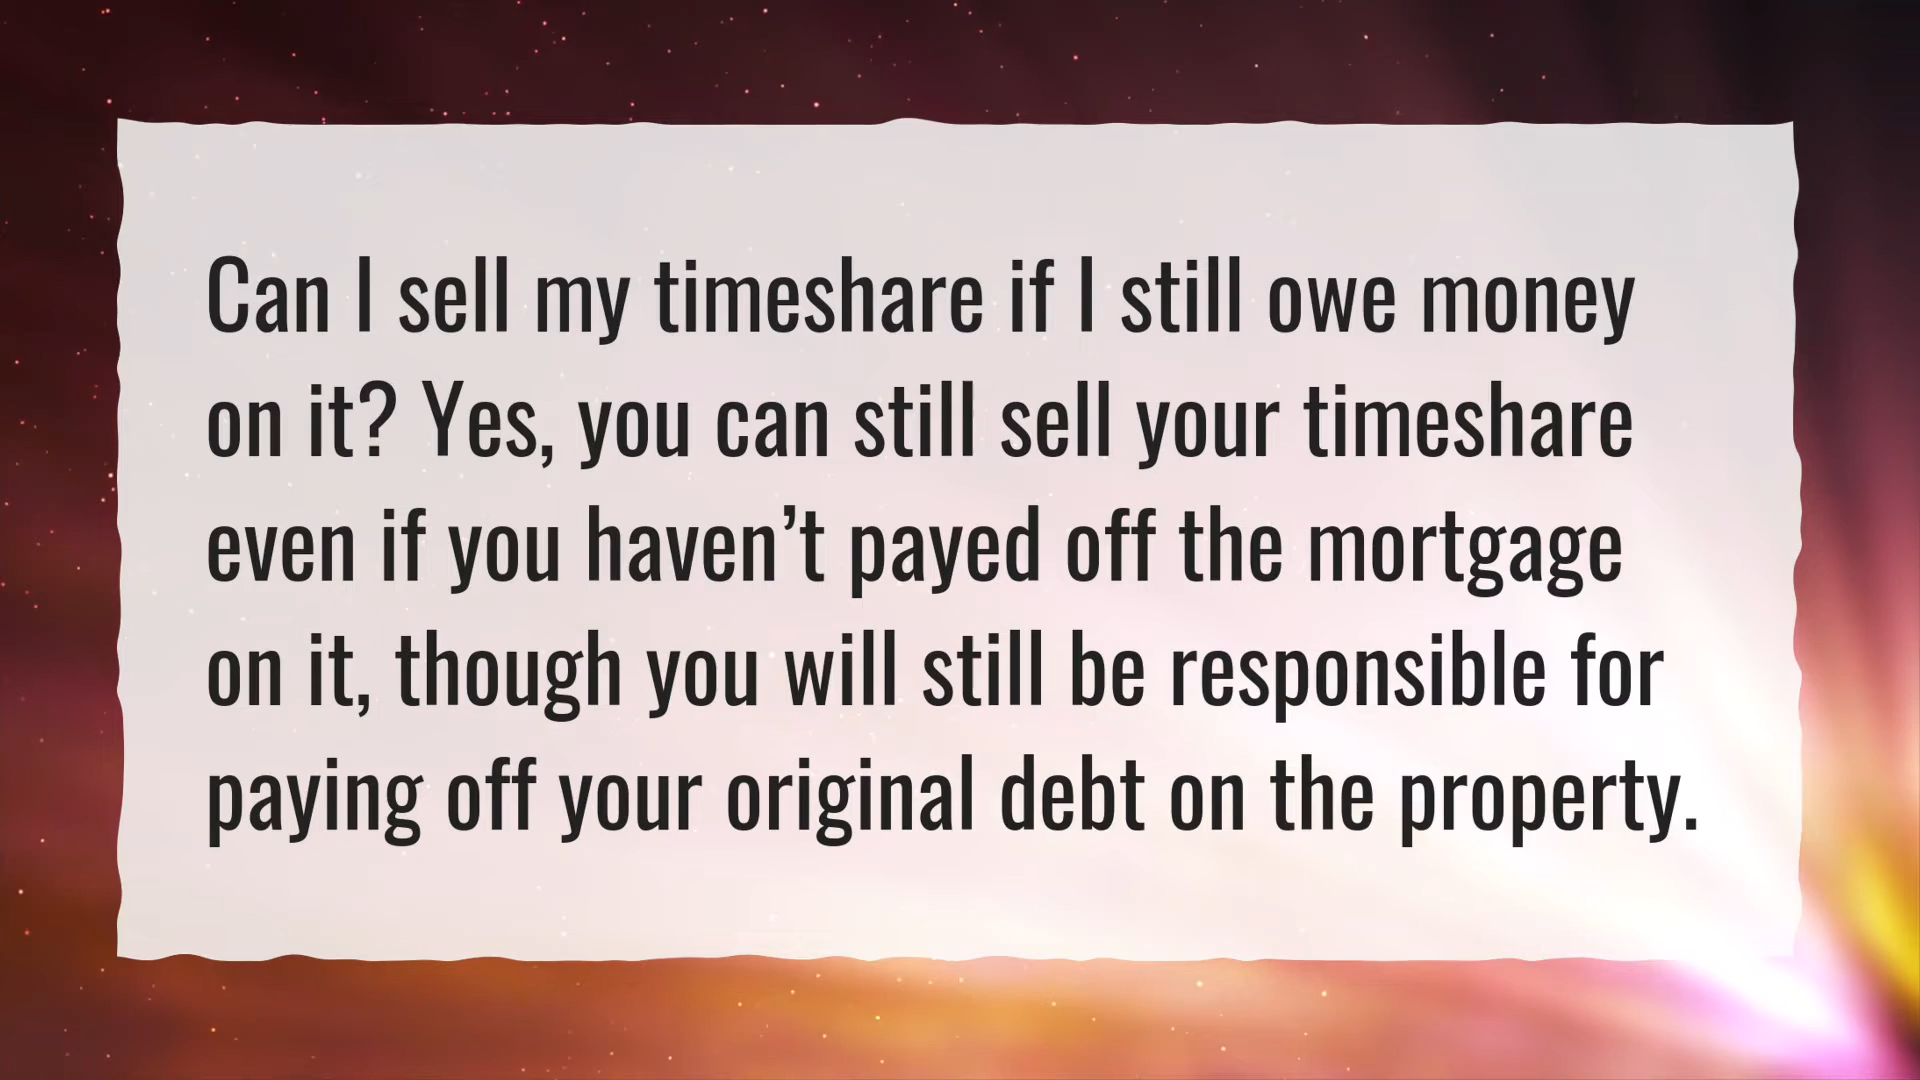 Can I sell my timeshare if I still owe money
on it? Yes, you can still sell your timeshare
even if you haven’t payed off the mortgage
on it, though you will still be responsible for
paying off your original debt on the property.